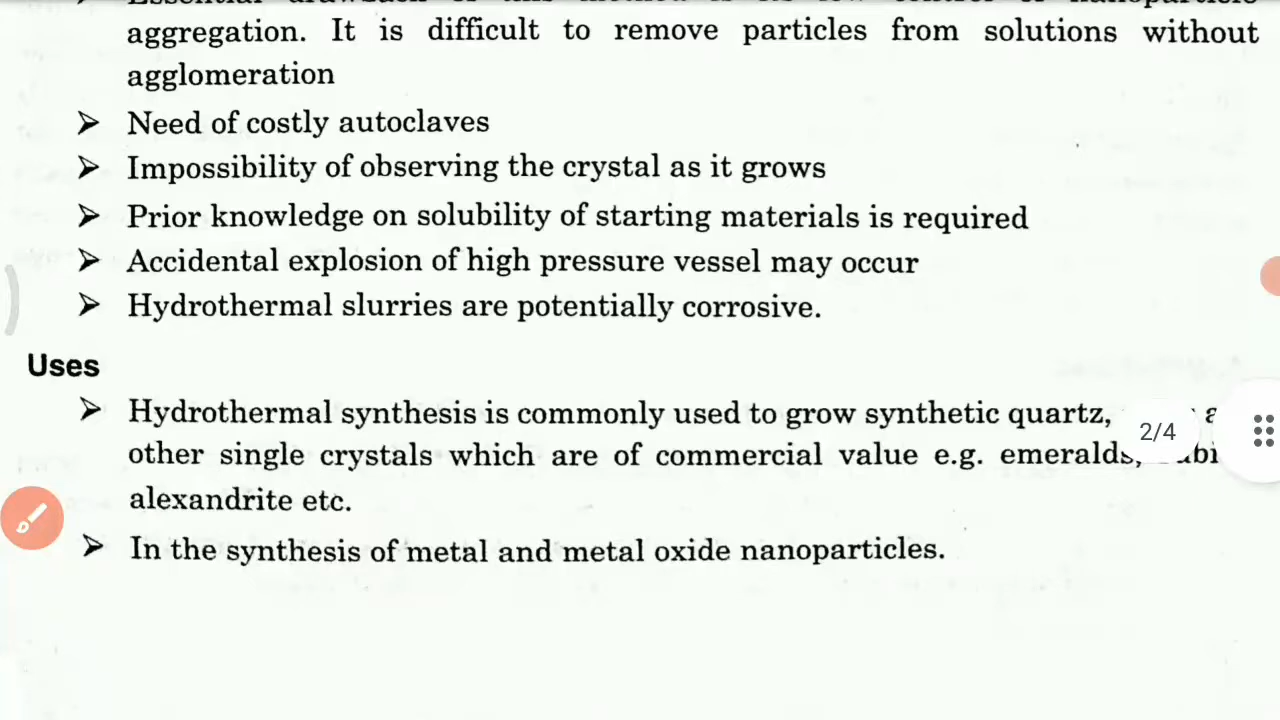 aggregation. It is difficult to remove particles from solutions without
agglomeration
➢ Need of costly autoclaves
➢ Impossibility of observing the crystal as it grows
➢ Prior knowledge on solubility of starting materials is required
➢ Accidental explosion of high pressure vessel may occur
➢ Hydrothermal slurries are potentially corrosive.
Uses
➢ Hydrothermal synthesis is commonly used to grow synthetic quartz,
2/4
other single crystals which are of commercial value e.g. emeralds,
alexandrite etc.
➢ In the synthesis of metal and metal oxide nanoparticles.